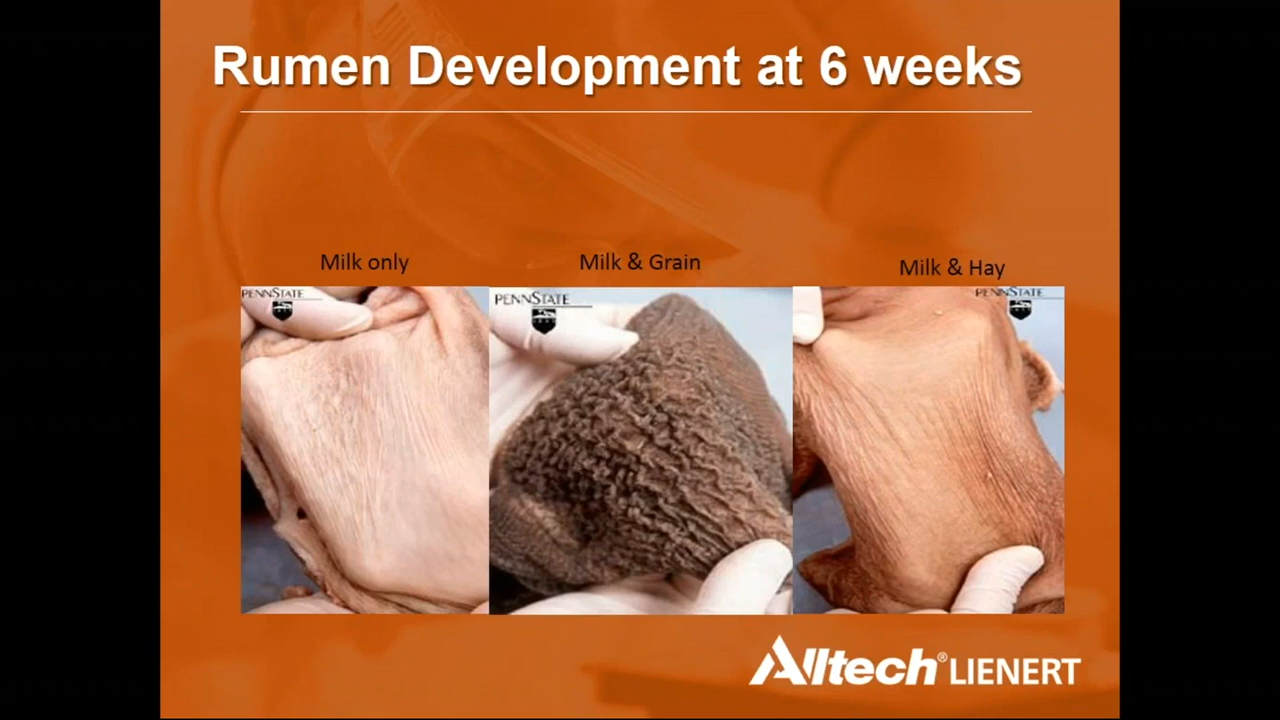 Rumen Development at 6 weeks
Milk only
Milk & Grain
Milk & Hay
PENNSTATE
PENNSTATE
PENNSTATE
Alltech® LIENERT